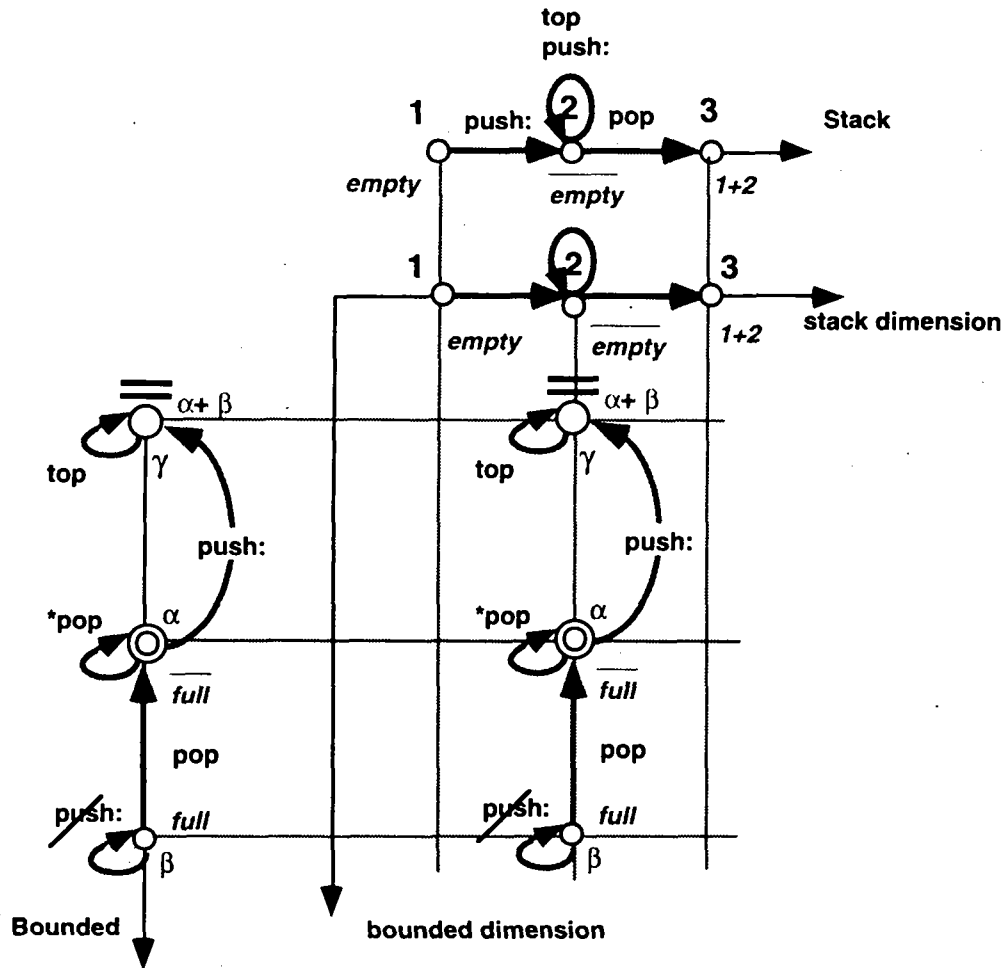 top
push:
1 push: 2 pop 3 Stack
empty empty 1+2
1 2 3
stack dimension
empty empty 1+2
α+ β α+ β
top γ top γ
push: push:
*pop α *pop α
full full
pop pop
push: full push: full
β β
Bounded bounded dimension